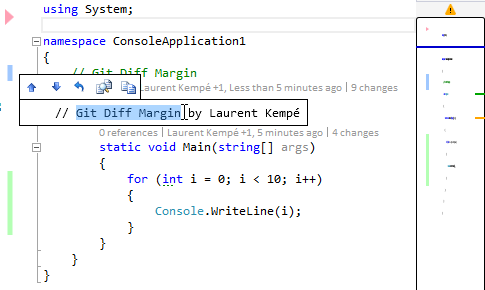 using System;
namespace ConsoleApplication1
{
// Git Diff Margin
Laurent Kempé +1, Less than 5 minutes ago | 9 changes
// Git Diff Margin by Laurent Kempé
0 references | Laurent Kempé +1, 5 minutes ago | 4 changes
static void Main(string[] args)
{
for (int i = 0; i < 10; i++)
{
Console.WriteLine(i);
}
}
}
}